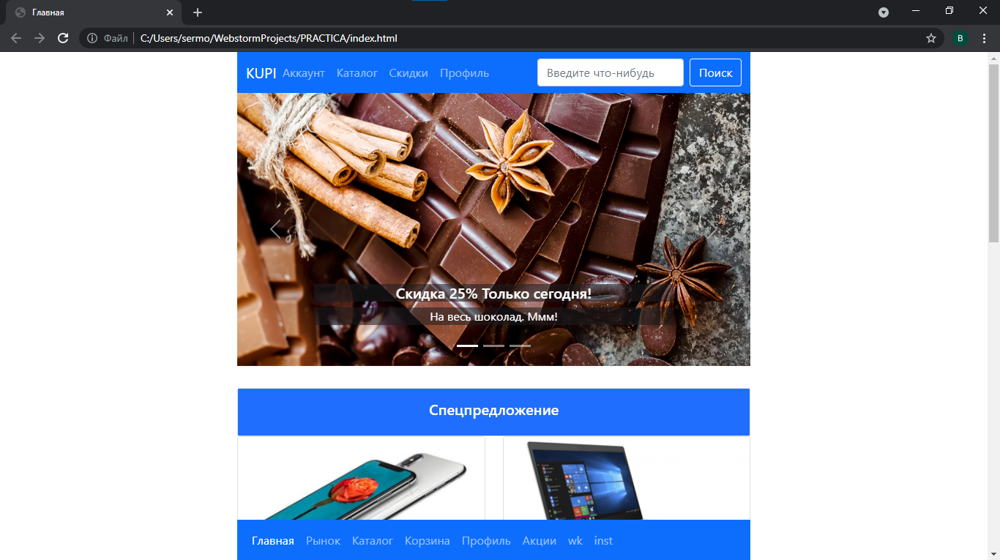 Главная
Файл C:/Users/sermo/WebstormProjects/PRACTICA/index.html
В
KUPI Аккаунт Каталог Скидки Профиль Введите что-нибудь Поиск
Скидка 25% Только сегодня!
На весь шоколад. Ммм!
Спецпредложение
Главная Рынок Каталог Корзина Профиль Акции wk inst